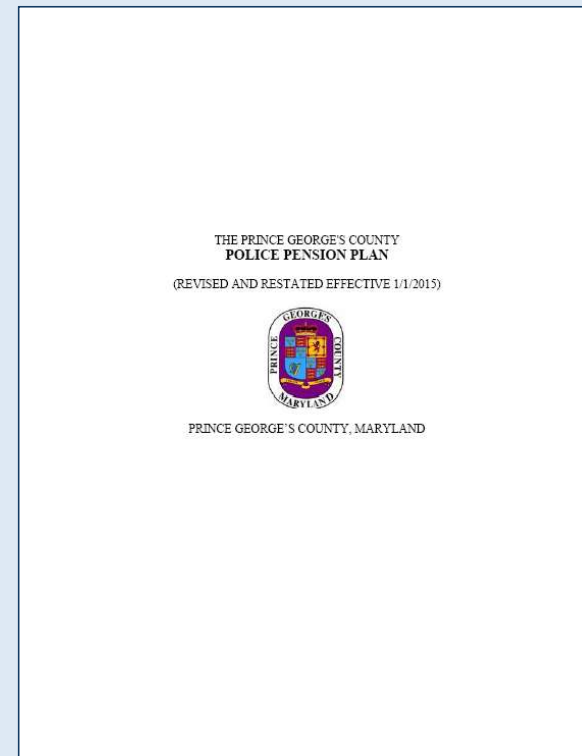 THE PRINCE GEORGE'S COUNTY
POLICE PENSION PLAN
(REVISED AND RESTATED EFFECTIVE 1/1/2015)
PRINCE GEORGE'S COUNTY MARYLAND
PRINCE GEORGE'S COUNTY, MARYLAND